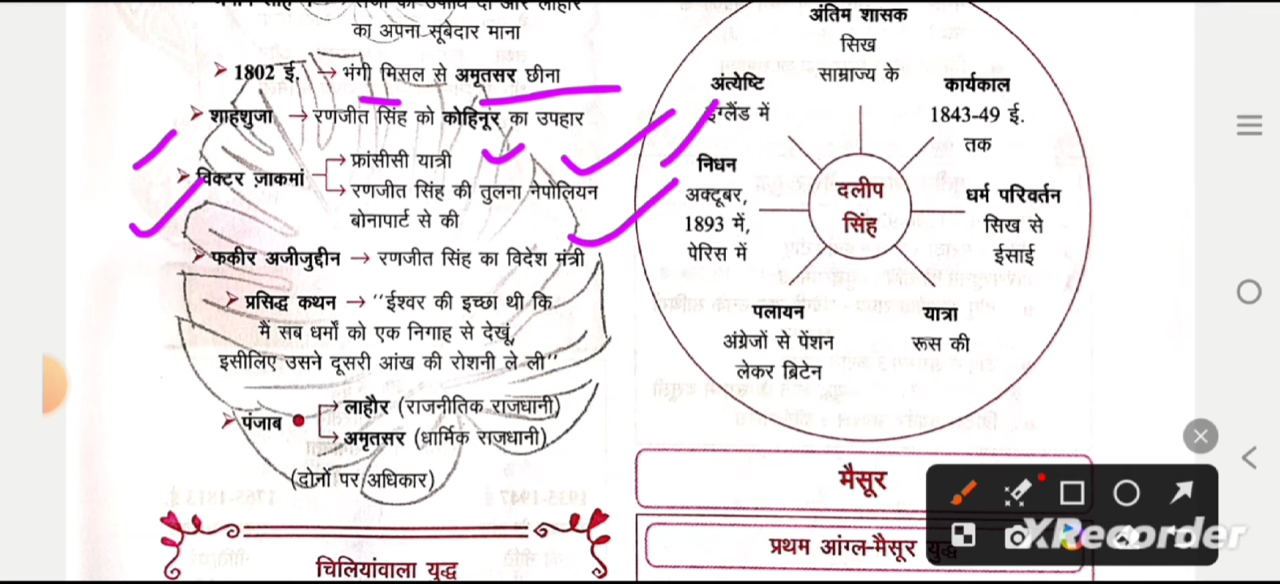 का अपना सूबेदार माना
➢ 1802 ई. → भंगी मिसल से अमृतसर छीना
➢ शाहशुजा → रणजीत सिंह को कोहिनूर का उपहार
➢ विक्टर ज़ाकमां → फ्रांसीसी यात्री
→ रणजीत सिंह की तुलना नेपोलियन
बोनापार्ट से की
➢ फकीर अजीजुद्दीन → रणजीत सिंह का विदेश मंत्री
➢ प्रसिद्ध कथन → "ईश्वर की इच्छा थी कि
मैं सब धर्मों को एक निगाह से देखूं,
इसीलिए उसने दूसरी आंख की रोशनी ले ली"
➢ पंजाब → लाहौर (राजनीतिक राजधानी)
→ अमृतसर (धार्मिक राजधानी)
(दोनों पर अधिकार)
चिलियांवाला युद्ध
अंतिम शासक
सिख
साम्राज्य के
अंत्येष्टि
इंग्लैंड में
कार्यकाल
1843-49 ई.
तक
निधन
अक्टूबर,
1893 में,
पेरिस में
दलीप
सिंह
धर्म परिवर्तन
सिख से
ईसाई
पलायन
अंग्रेजों से पेंशन
लेकर ब्रिटेन
यात्रा
रूस की
मैसूर
प्रथम आंग्ल-मैसूर युद्ध
XRecorder